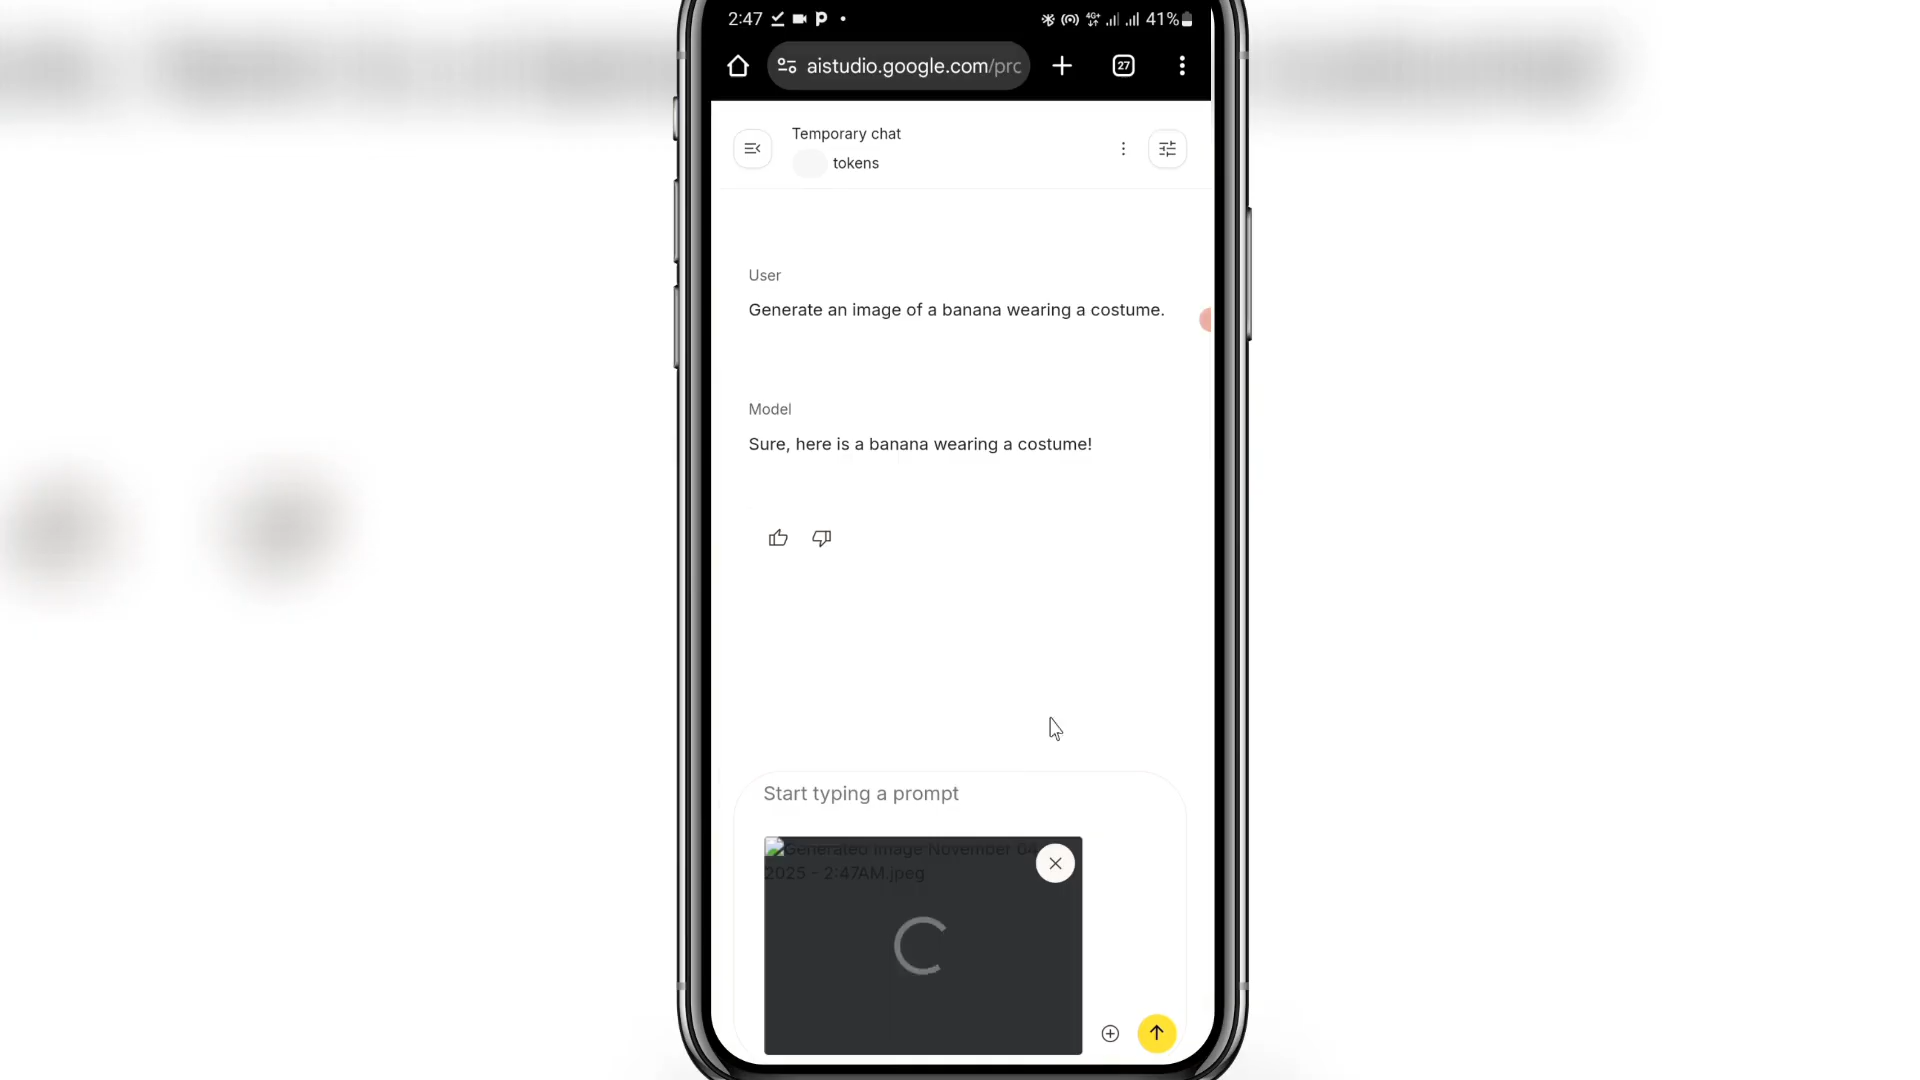 2:47
41%
aistudio.google.com/prc
27
Temporary chat
tokens
User
Generate an image of a banana wearing a costume.
Model
Sure, here is a banana wearing a costume!
Start typing a prompt
Generated Image November 04
2025 - 2:47AM.jpeg